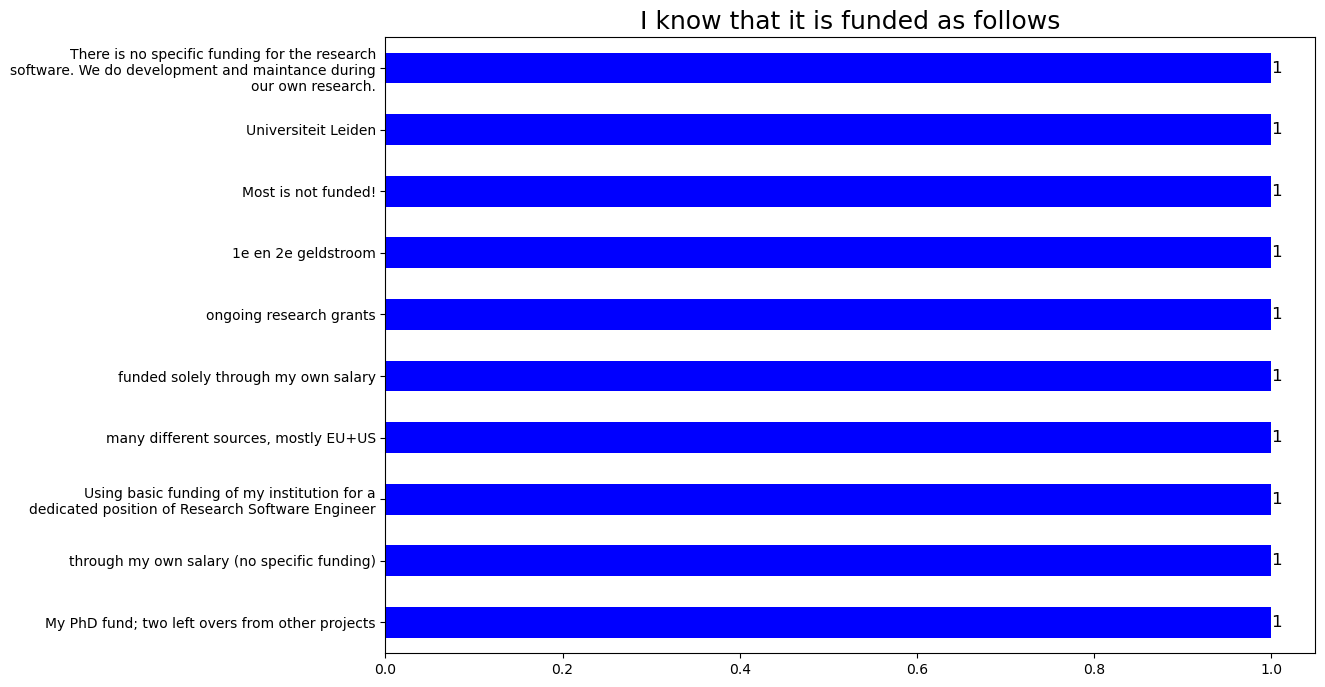 I know that it is funded as follows
There is no specific funding for the research
software. We do development and maintance during
our own research.
1
Universiteit Leiden
1
Most is not funded!
1
1e en 2e geldstroom
1
ongoing research grants
1
funded solely through my own salary
1
many different sources, mostly EU+US
1
Using basic funding of my institution for a
dedicated position of Research Software Engineer
1
through my own salary (no specific funding)
1
My PhD fund; two left overs from other projects
1
0.0 0.2 0.4 0.6 0.8 1.0